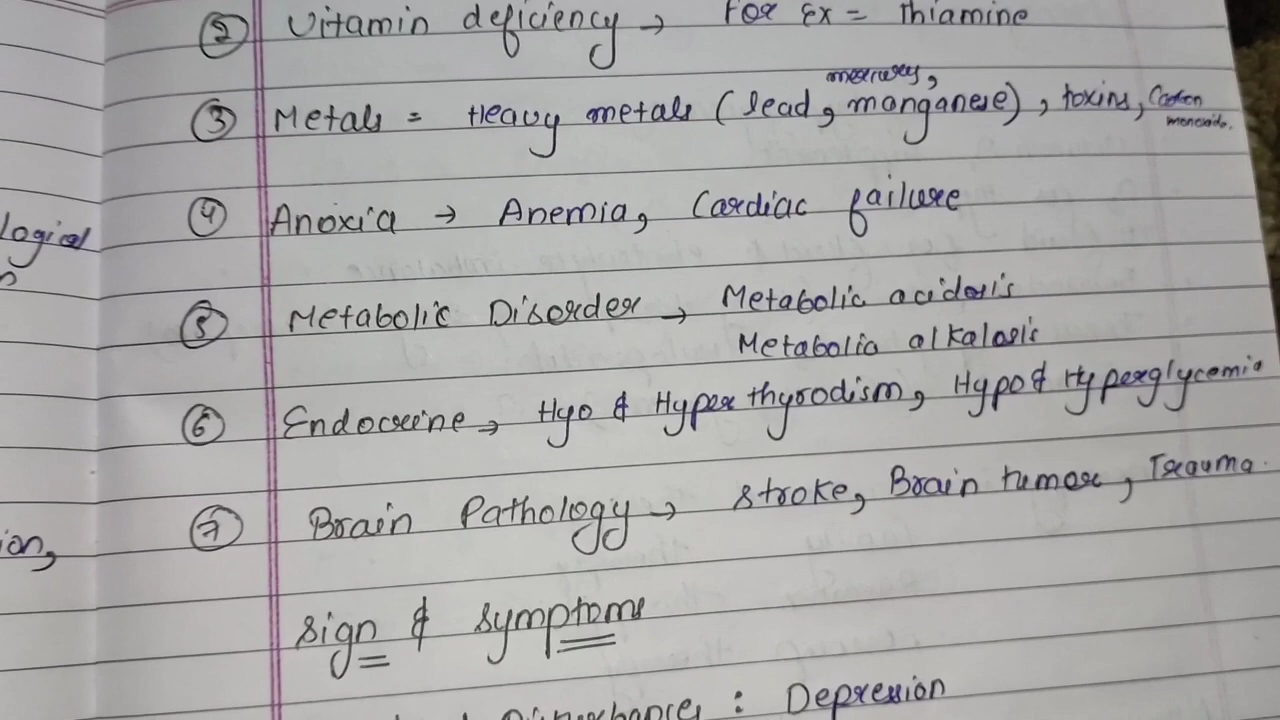 ② Vitamin deficiency → For Ex = Thiamine
mercury,
③ Metals = Heavy metals (lead, manganese), toxins, Carbon
monoxide.
④ Anoxia → Anemia, Cardiac failure
logical
⑤ Metabolic Disorder → Metabolic acidosis
Metabolic alkalosis
⑥ Endocrine → Hyo & Hyper thyrodism, Hypo & Hyperglycemia
⑦ Brain Pathology → stroke, Brain tumor, Trauma.
ion,
sign & symptoms
: Depression